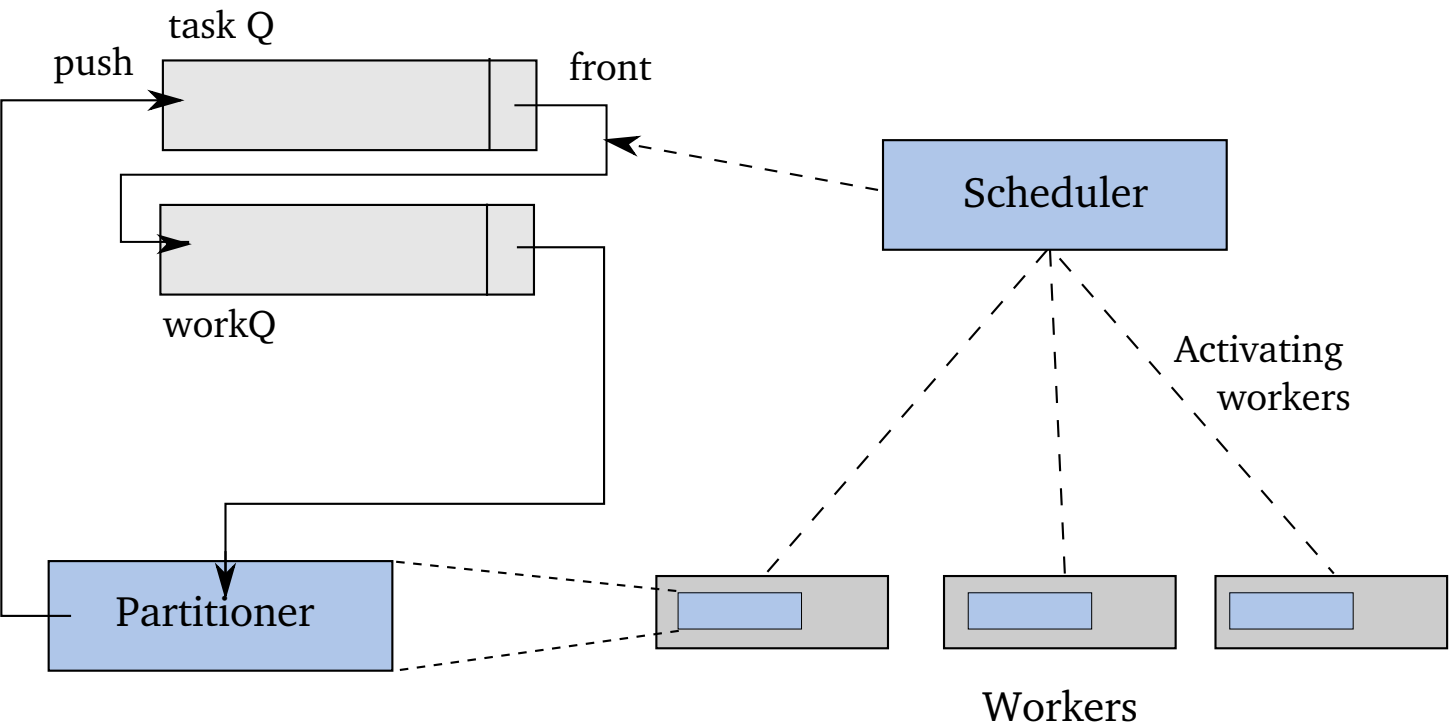 task Q
push
front
Scheduler
workQ
Activating
workers
Partitioner
Workers